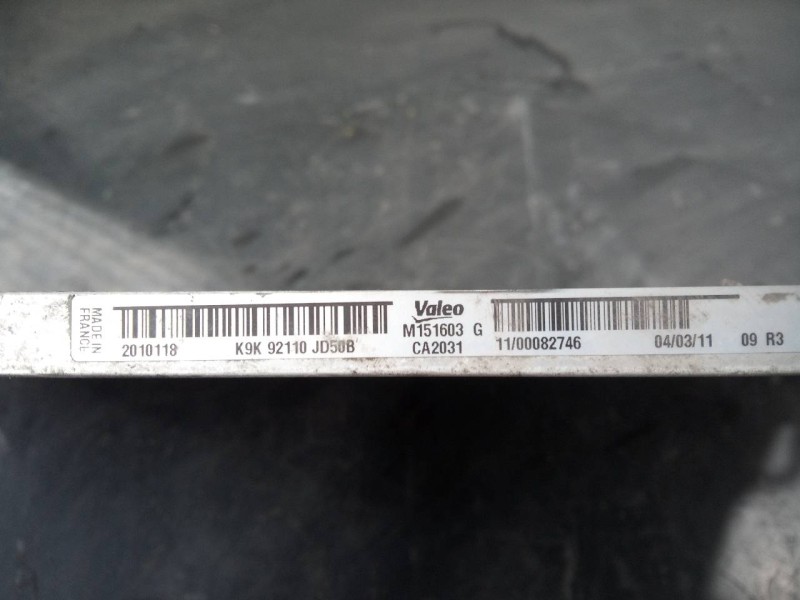 MADE IN
FRANCE
2010118 K9K 92110 JD50B
Valeo
M151603 G
CA2031
11/00082746 04/03/11 09 R3